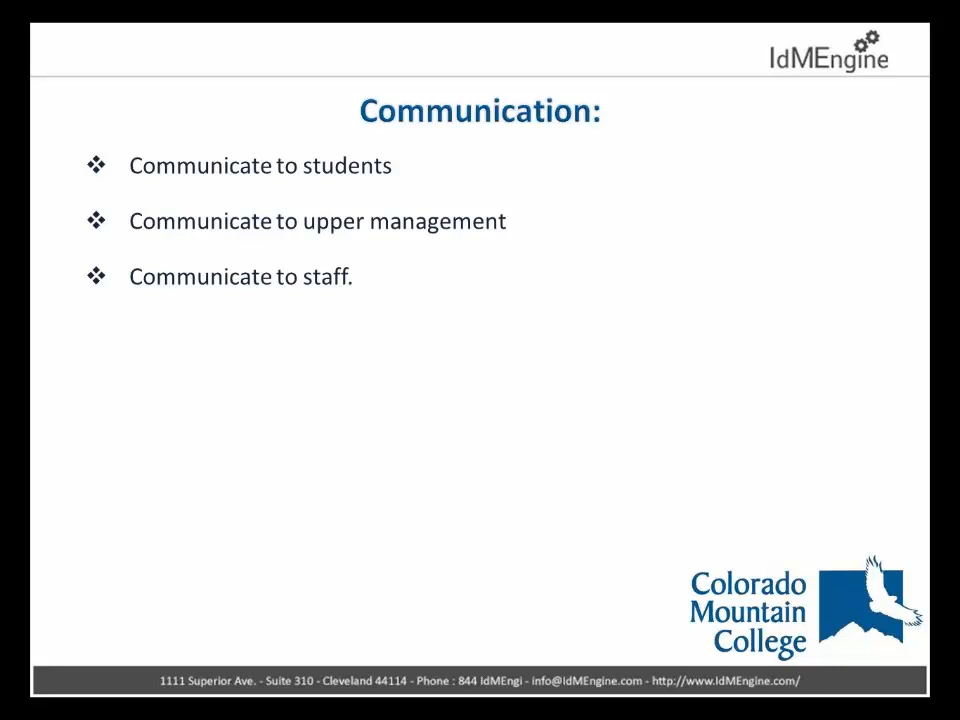 IdMEngine
Communication:
Communicate to students
Communicate to upper management
Communicate to staff.
Colorado
Mountain
College
1111 Superior Ave. - Suite 310 - Cleveland 44114 - Phone : 844 IdMEngi - info@IdMEngine.com - http://www.IdMEngine.com/